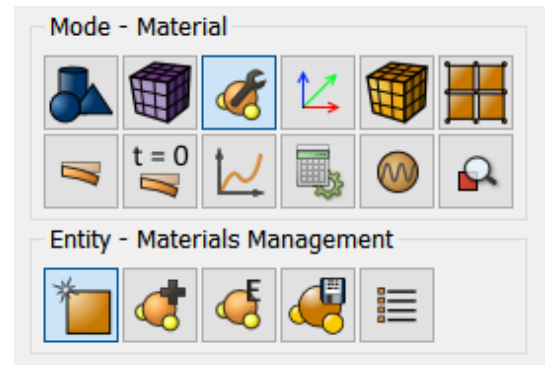 Mode - Material
t = 0
Entity - Materials Management
E